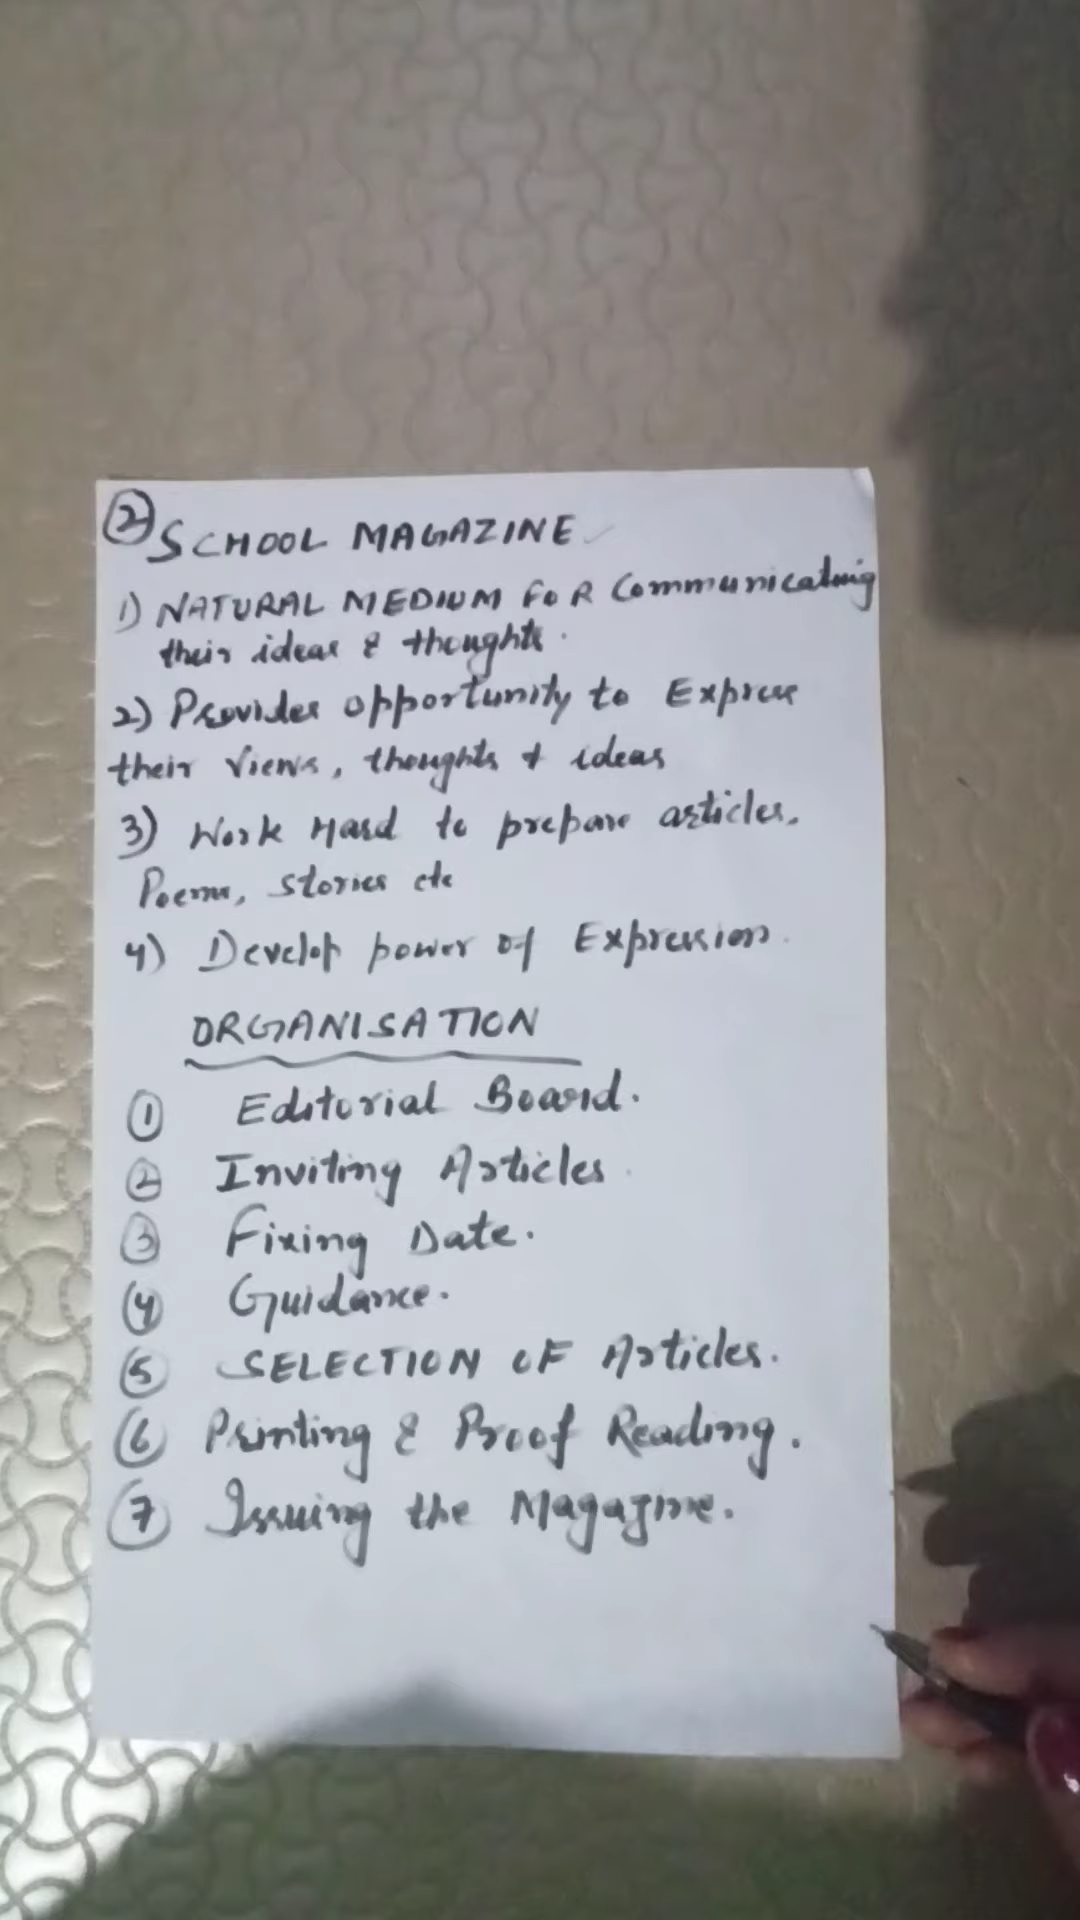 ② SCHOOL MAGAZINE
1) NATURAL MEDIUM FOR Communicating
their ideas & thoughts.
2) Provides opportunity to Express
their views, thoughts & ideas
3) Work Hard to prepare articles,
Poems, stories etc
4) Develop power of Expression.
ORGANISATION
① Editorial Board.
② Inviting Articles.
③ Fixing Date.
④ Guidance.
⑤ SELECTION OF Articles.
⑥ Printing & Proof Reading.
⑦ Issuing the Magazine.